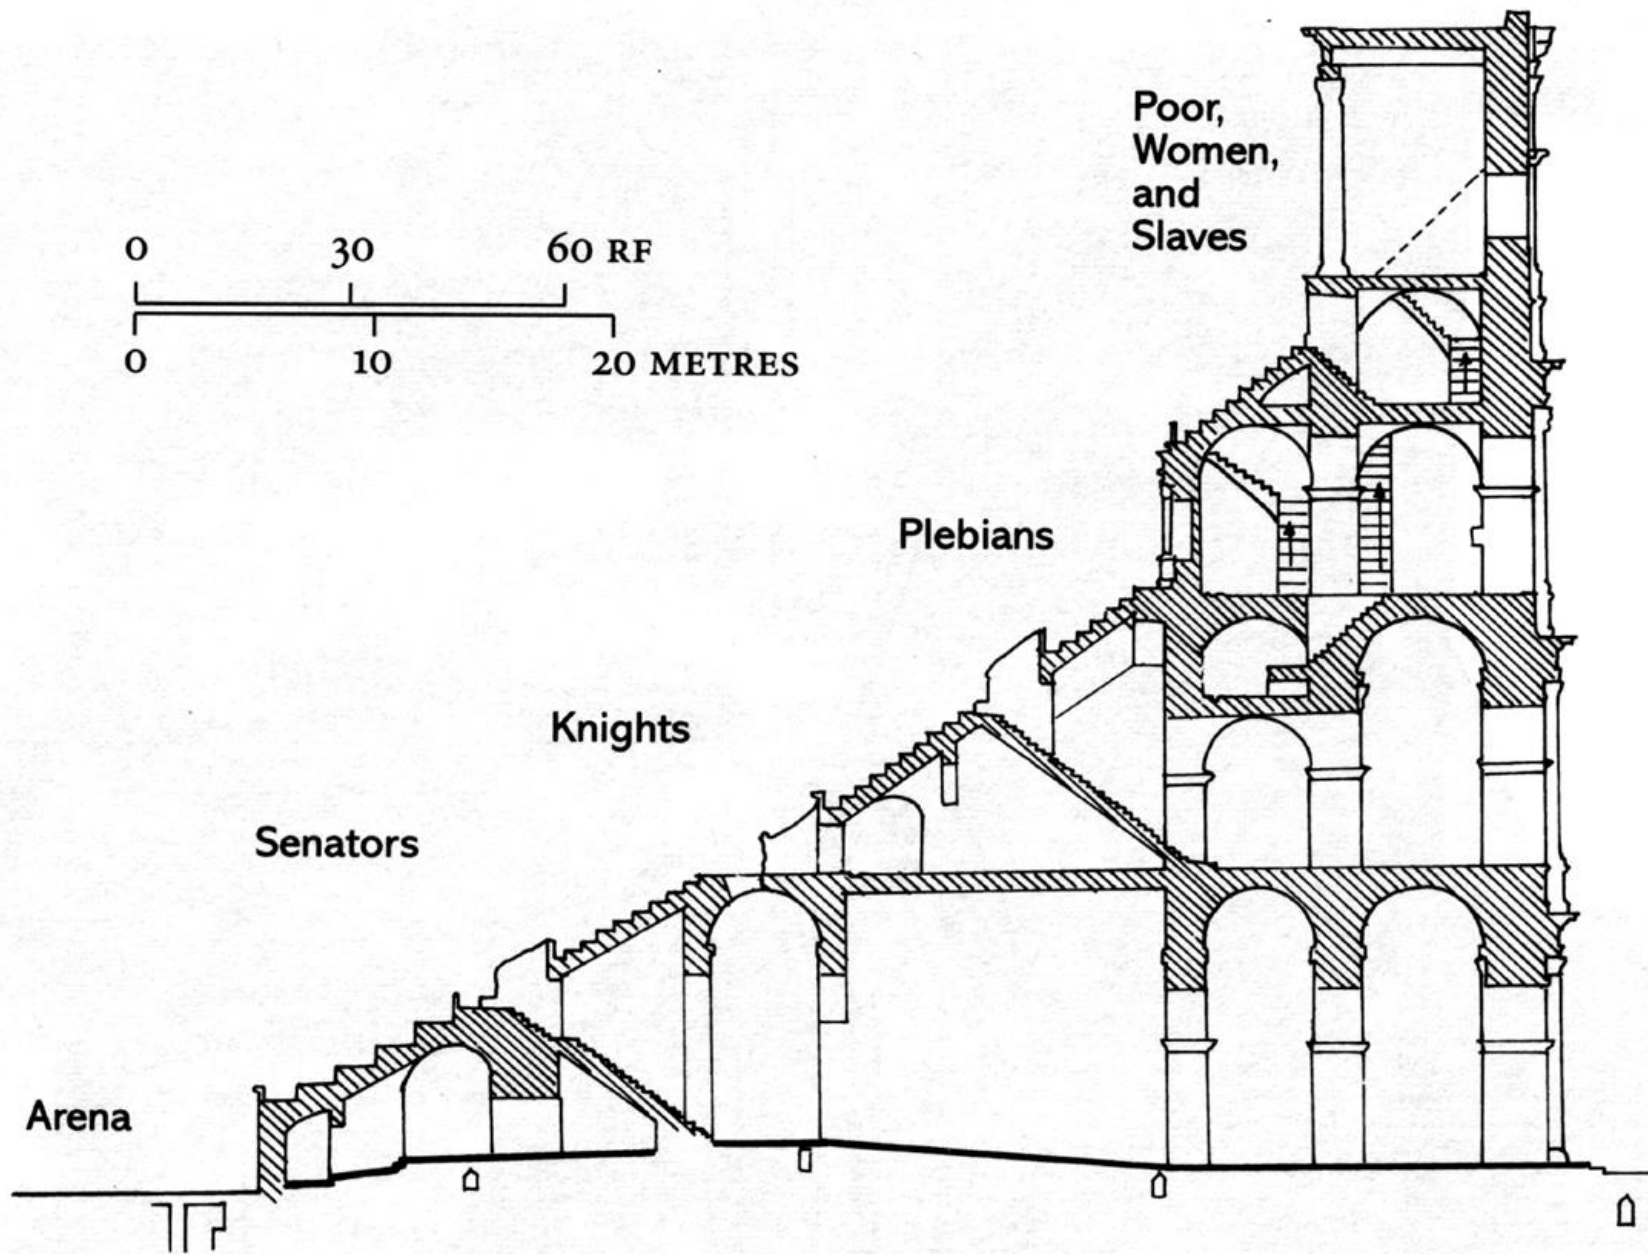 Poor,
Women,
and
Slaves
0 30 60 RF
0 10 20 METRES
Plebians
Knights
Senators
Arena